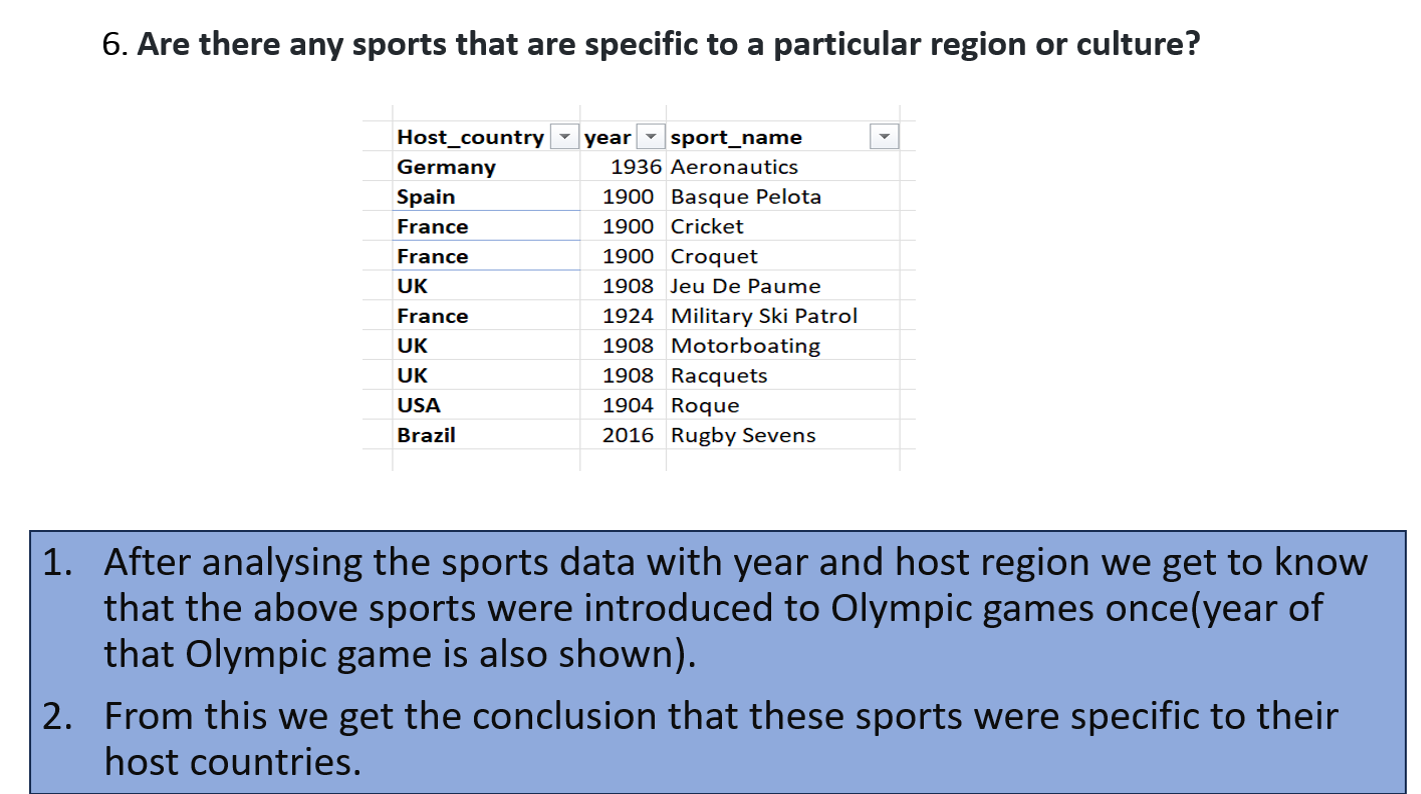 6. Are there any sports that are specific to a particular region or culture?
Host_country year sport_name
Germany 1936 Aeronautics
Spain 1900 Basque Pelota
France 1900 Cricket
France 1900 Croquet
UK 1908 Jeu De Paume
France 1924 Military Ski Patrol
UK 1908 Motorboating
UK 1908 Racquets
USA 1904 Roque
Brazil 2016 Rugby Sevens
1. After analysing the sports data with year and host region we get to know
that the above sports were introduced to Olympic games once(year of
that Olympic game is also shown).
2. From this we get the conclusion that these sports were specific to their
host countries.